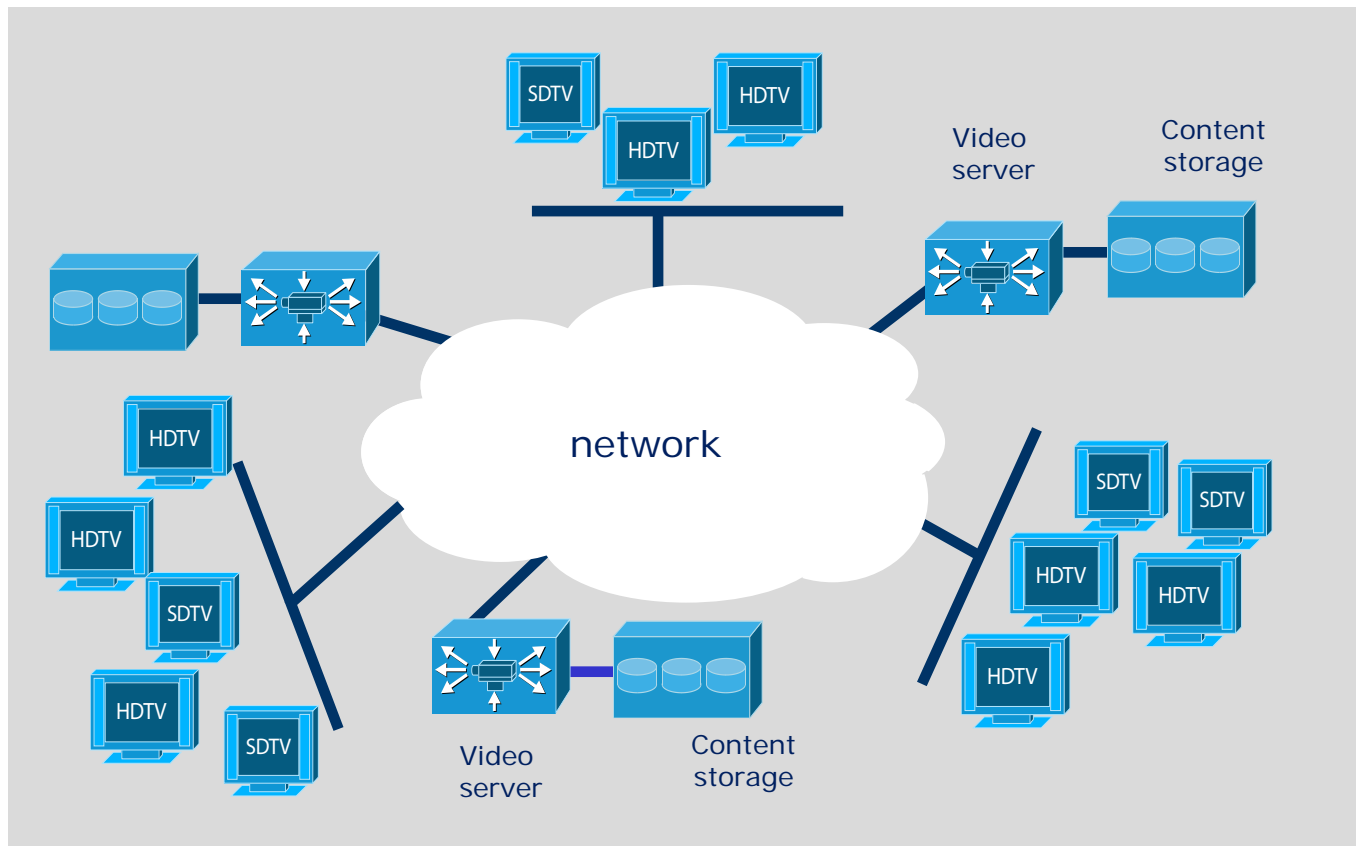 SDTV
HDTV
HDTV
Video
server
Content
storage
network
HDTV
HDTV
SDTV
HDTV
SDTV
SDTV
SDTV
HDTV
HDTV
HDTV
Video
server
Content
storage